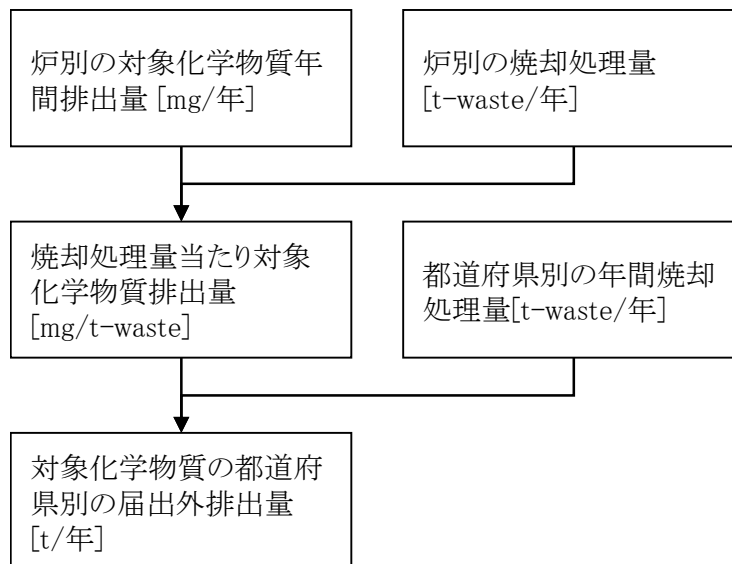 炉別の対象化学物質年
間排出量 [mg/年]
炉別の焼却処理量
[t-waste/年]
焼却処理量当たり対象
化学物質排出量
[mg/t-waste]
都道府県別の年間焼却
処理量[t-waste/年]
対象化学物質の都道府
県別の届出外排出量
[t/年]